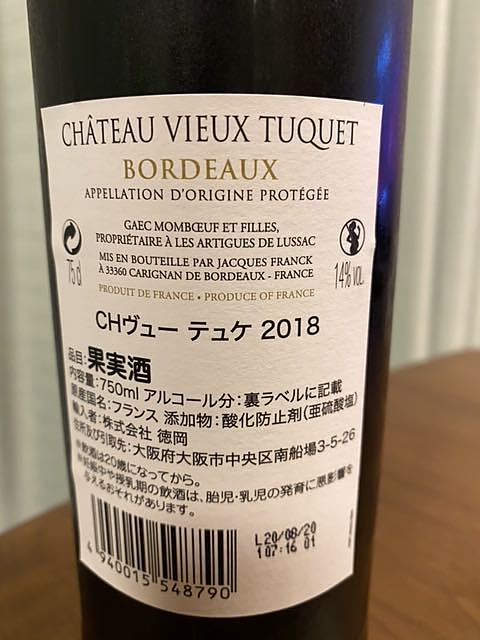 CHÂTEAU VIEUX TUQUET
BORDEAUX
APPELLATION D'ORIGINE PROTÉGÉE
GAEC MOMBŒUF ET FILLES,
PROPRIÉTAIRE À LES ARTIGUES DE LUSSAC
MIS EN BOUTEILLE PAR JACQUES FRANCK
À 33360 CARIGNAN DE BORDEAUX - FRANCE
75 cl
14% VOL.
PRODUIT DE FRANCE • PRODUCE OF FRANCE
CHヴュー テュケ 2018
品目:果実酒
内容量:750ml アルコール分:裏ラベルに記載
原産国名:フランス 添加物:酸化防止剤(亜硫酸塩)
輸入者:株式会社 徳岡
住所及び引取先:大阪府大阪市中央区南船場3-5-26
※飲酒は20歳になってから。
※妊娠中や授乳期の飲酒は、胎児・乳児の発育に悪影響を
与えるおそれがあります。
L20/08/20
107:16 01
4 940015 548790